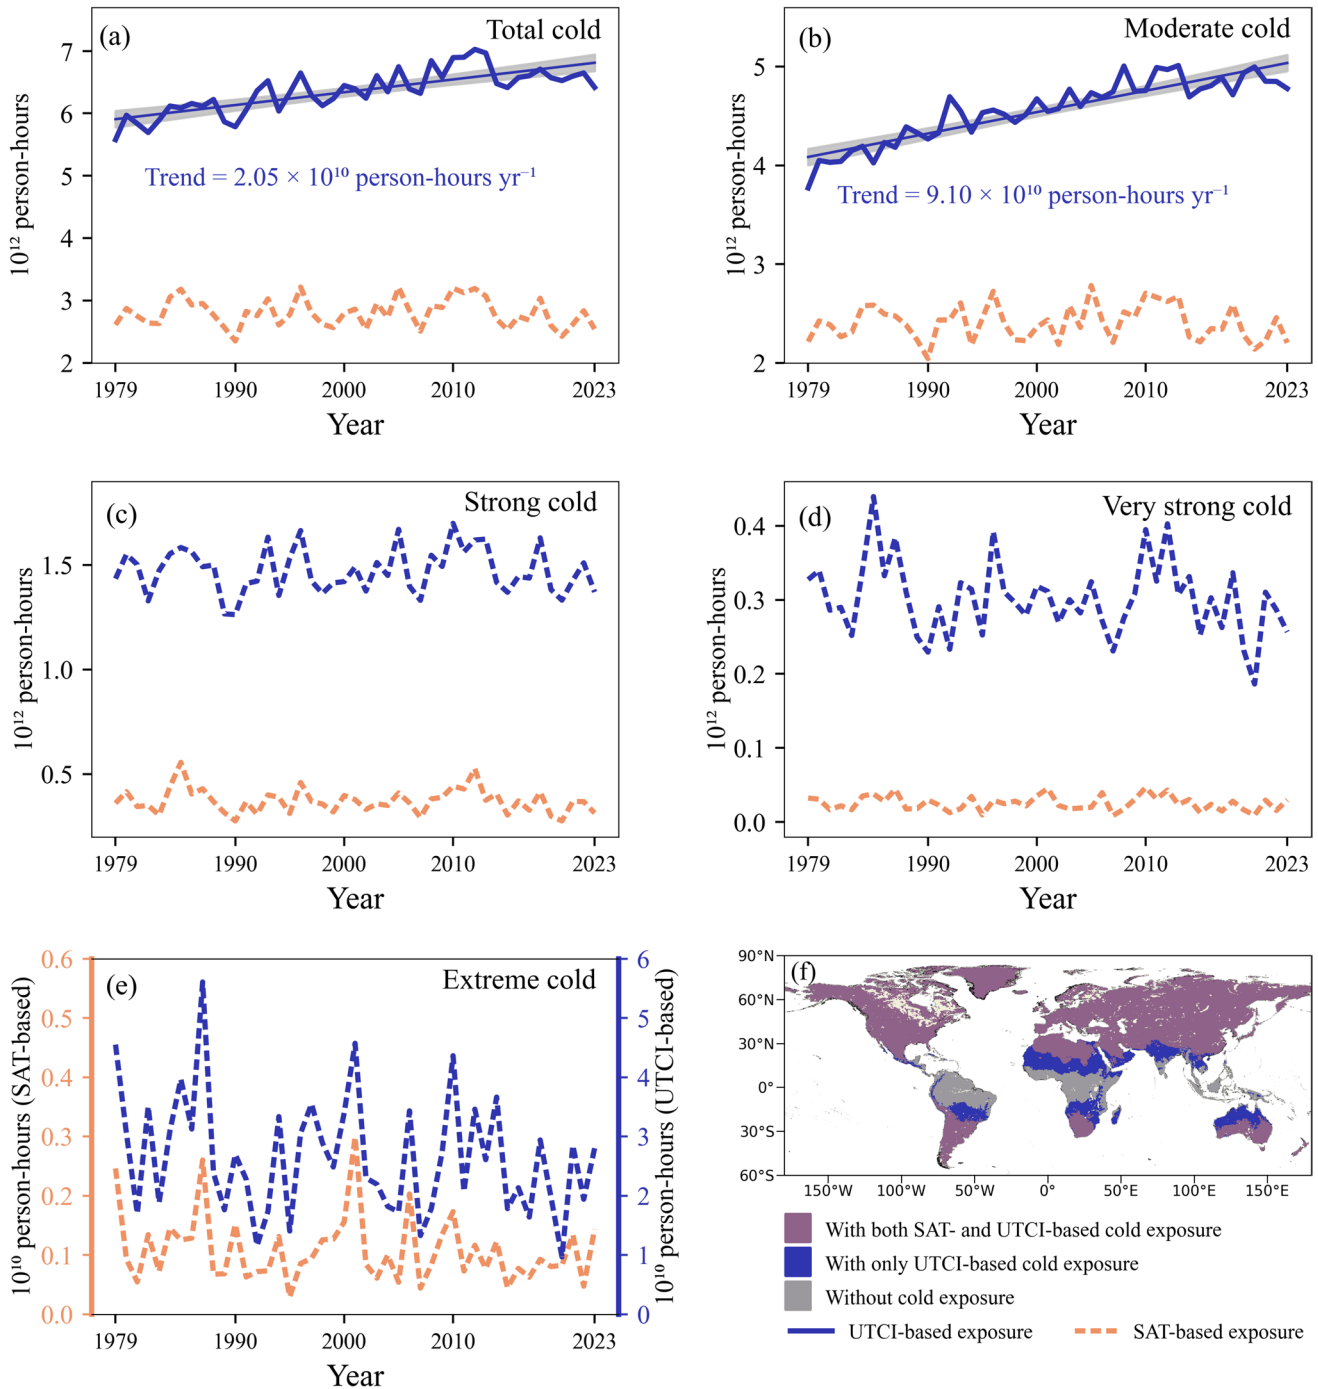 (a)
Total cold
10¹² person-hours
7
6
5
4
3
2
Trend = 2.05 × 10¹⁰ person-hours yr⁻¹
1979
1990
2000
2010
2023
Year
(b)
Moderate cold
10¹² person-hours
5
4
3
2
Trend = 9.10 × 10¹⁰ person-hours yr⁻¹
1979
1990
2000
2010
2023
Year
(c)
Strong cold
10¹² person-hours
1.5
1.0
0.5
1979
1990
2000
2010
2023
Year
(d)
Very strong cold
10¹² person-hours
0.4
0.3
0.2
0.1
0.0
1979
1990
2000
2010
2023
Year
(e)
Extreme cold
10¹⁰ person-hours (SAT-based)
0.6
0.5
0.4
0.3
0.2
0.1
0.0
10¹⁰ person-hours (UTCI-based)
6
5
4
3
2
1
0
1979
1990
2000
2010
2023
Year
(f)
90°N
60°N
30°N
0°
30°S
60°S
150°W
100°W
50°W
0°
50°E
100°E
150°E
With both SAT- and UTCI-based cold exposure
With only UTCI-based cold exposure
Without cold exposure
UTCI-based exposure
SAT-based exposure